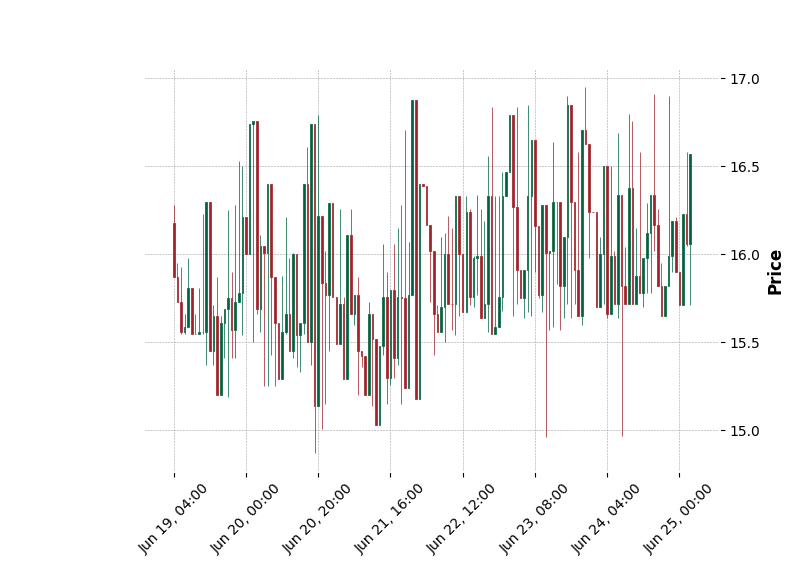 17.0
16.5
16.0
15.5
15.0
Price
Jun 19, 04:00
Jun 20, 00:00
Jun 20, 20:00
Jun 21, 16:00
Jun 22, 12:00
Jun 23, 08:00
Jun 24, 04:00
Jun 25, 00:00